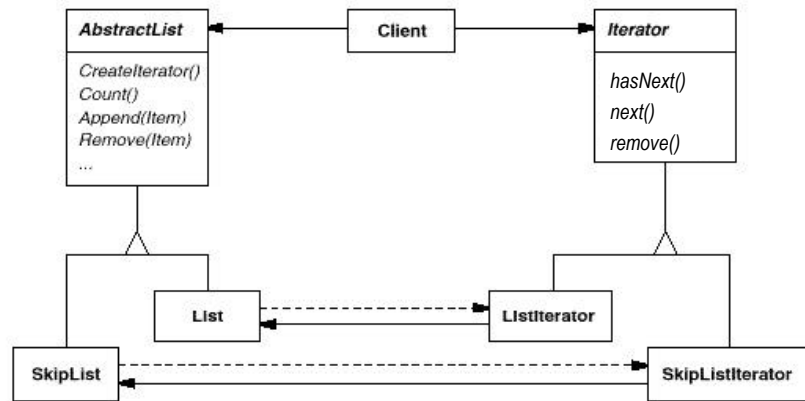 AbstractList
CreateIterator()
Count()
Append(Item)
Remove(Item)
...
Client
Iterator
hasNext()
next()
remove()
List
ListIterator
SkipList
SkipListIterator